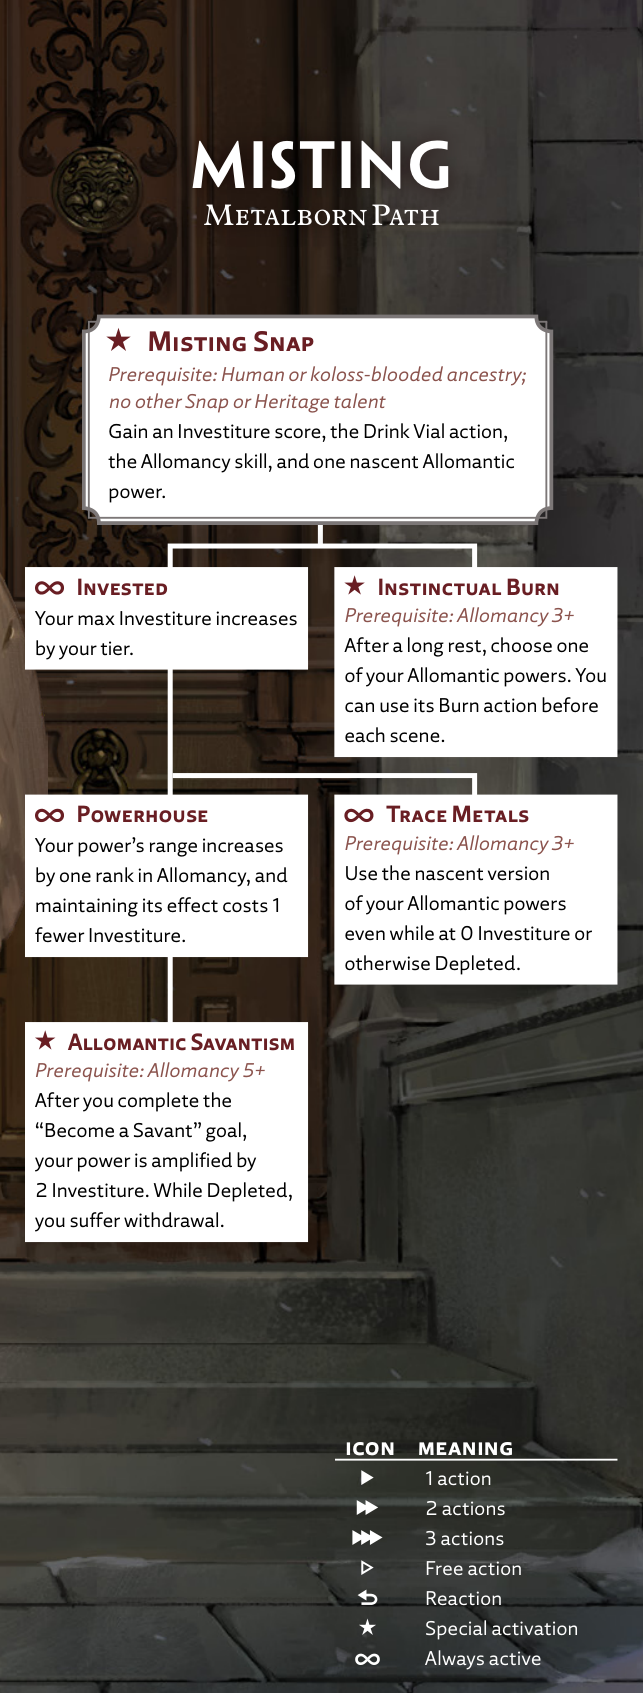 MISTING
Metalborn Path
★ Misting Snap
Prerequisite: Human or koloss-blooded ancestry;
no other Snap or Heritage talent
Gain an Investiture score, the Drink Vial action,
the Allomancy skill, and one nascent Allomantic
power.
∞ Invested
Your max Investiture increases
by your tier.
★ Instinctual Burn
Prerequisite: Allomancy 3+
After a long rest, choose one
of your Allomantic powers. You
can use its Burn action before
each scene.
∞ Powerhouse
Your power’s range increases
by one rank in Allomancy, and
maintaining its effect costs 1
fewer Investiture.
∞ Trace Metals
Prerequisite: Allomancy 3+
Use the nascent version
of your Allomantic powers
even while at 0 Investiture or
otherwise Depleted.
★ Allomantic Savantism
Prerequisite: Allomancy 5+
After you complete the
“Become a Savant” goal,
your power is amplified by
2 Investiture. While Depleted,
you suffer withdrawal.
ICON MEANING
1 action
2 actions
3 actions
Free action
Reaction
★ Special activation
∞ Always active